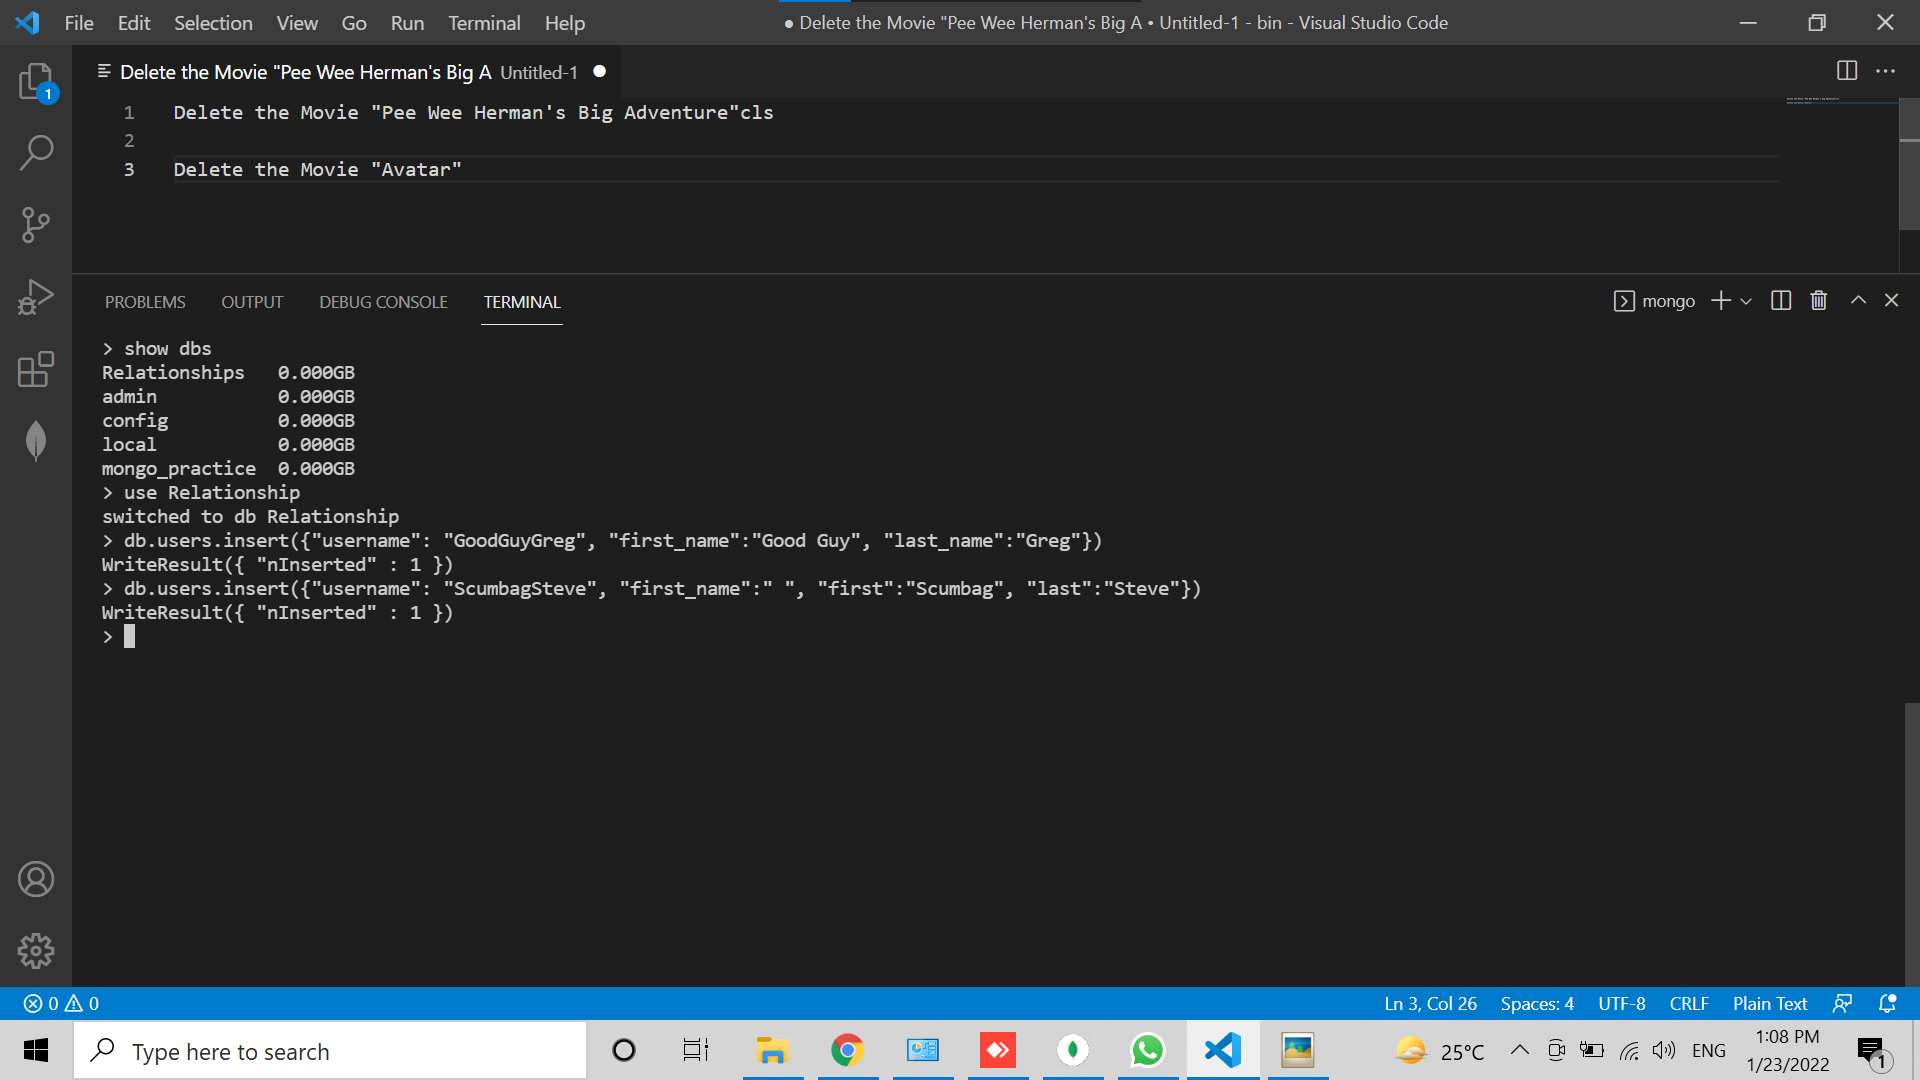 File Edit Selection View Go Run Terminal Help
● Delete the Movie "Pee Wee Herman's Big A • Untitled-1 - bin - Visual Studio Code
Delete the Movie "Pee Wee Herman's Big A Untitled-1
1
1 Delete the Movie "Pee Wee Herman's Big Adventure"cls
2
3 Delete the Movie "Avatar"
PROBLEMS OUTPUT DEBUG CONSOLE TERMINAL
mongo
> show dbs
Relationships 0.000GB
admin 0.000GB
config 0.000GB
local 0.000GB
mongo_practice 0.000GB
> use Relationship
switched to db Relationship
> db.users.insert({"username": "GoodGuyGreg", "first_name":"Good Guy", "last_name":"Greg"})
WriteResult({ "nInserted" : 1 })
> db.users.insert({"username": "ScumbagSteve", "first_name":" ", "first":"Scumbag", "last":"Steve"})
WriteResult({ "nInserted" : 1 })
>
0 0
Ln 3, Col 26 Spaces: 4 UTF-8 CRLF Plain Text
Type here to search
25°C
ENG
1:08 PM
1/23/2022
1